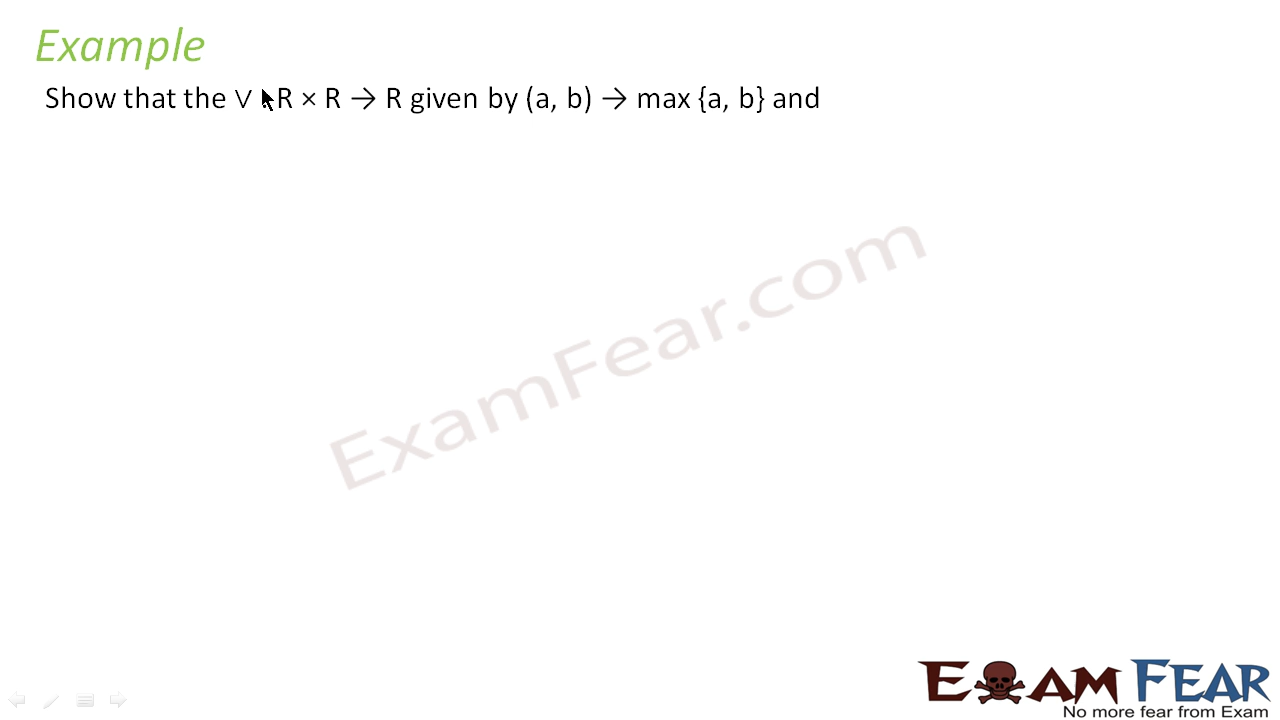 Example
Show that the ∨ R × R → R given by (a, b) → max {a, b} and
ExamFear.com
EXAM FEAR
No more fear from Exam